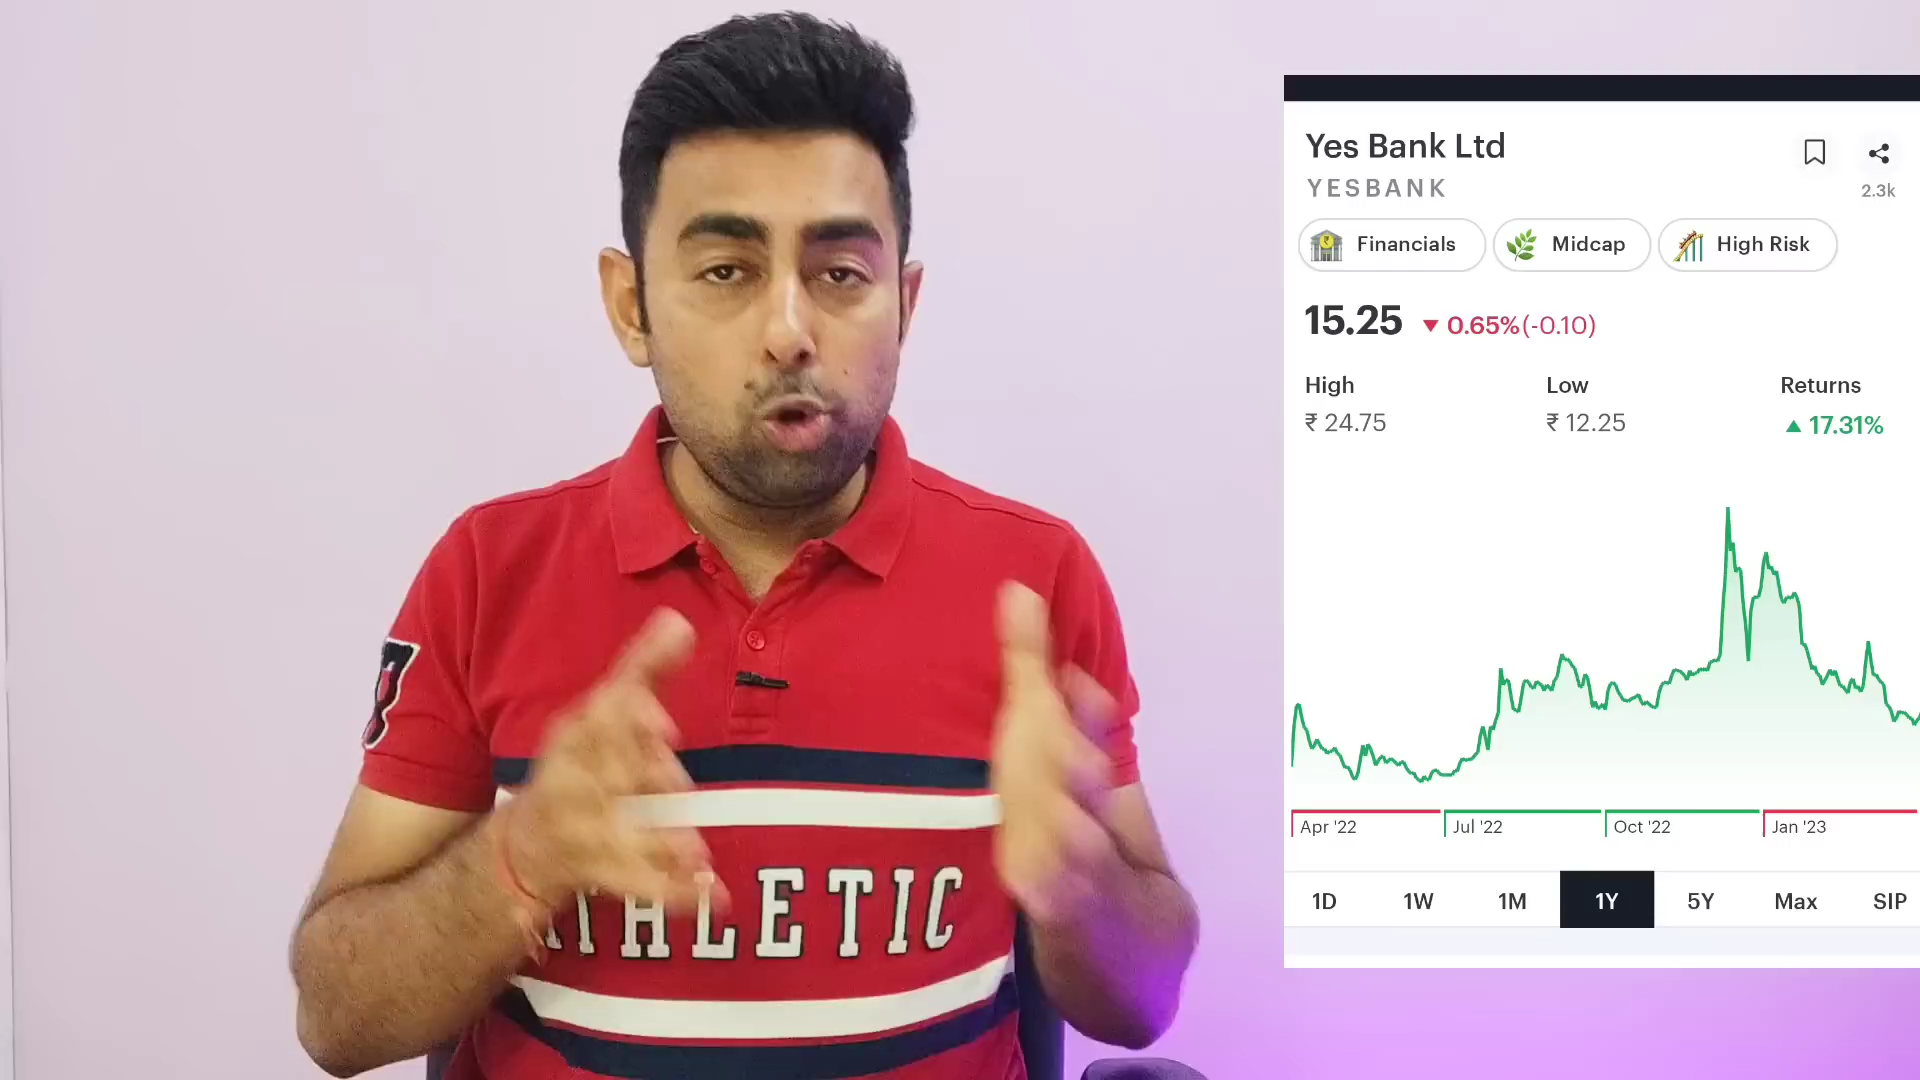 Yes Bank Ltd
YESBANK
2.3k
Financials
Midcap
High Risk
15.25 ▼ 0.65%(-0.10)
High
Low
Returns
₹ 24.75
₹ 12.25
▲ 17.31%
Apr '22
Jul '22
Oct '22
Jan '23
1D
1W
1M
1Y
5Y
Max
SIP
ATHLETIC